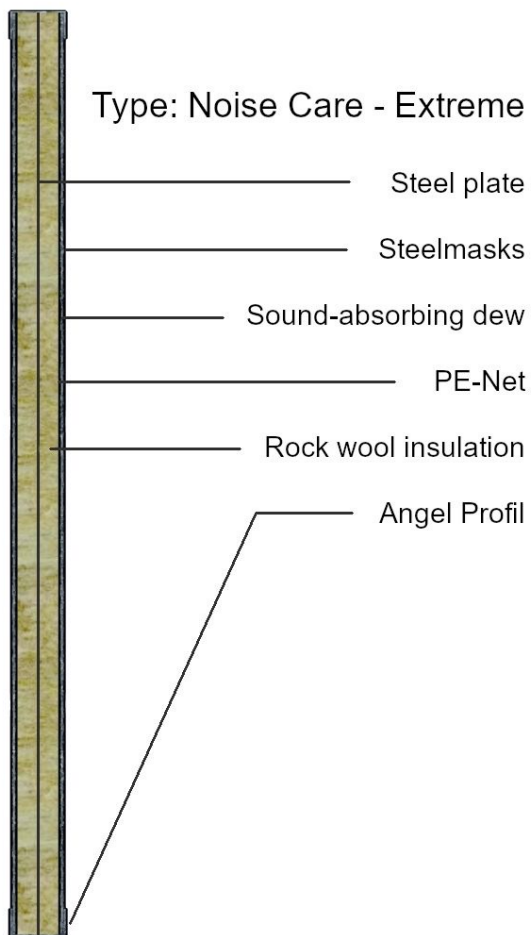 Type: Noise Care - Extreme
Steel plate
Steelmasks
Sound-absorbing dew
PE-Net
Rock wool insulation
Angel Profil